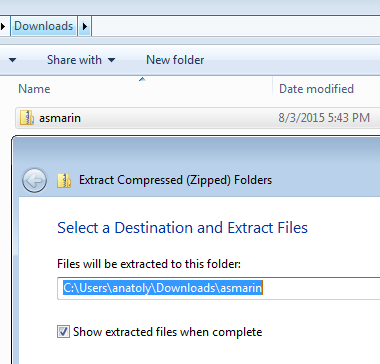 Downloads
Share with New folder
Name Date modified
asmarin 8/3/2015 5:43 PM
Extract Compressed (Zipped) Folders
Select a Destination and Extract Files
Files will be extracted to this folder:
C:\Users\anatoly\Downloads\asmarin
Show extracted files when complete